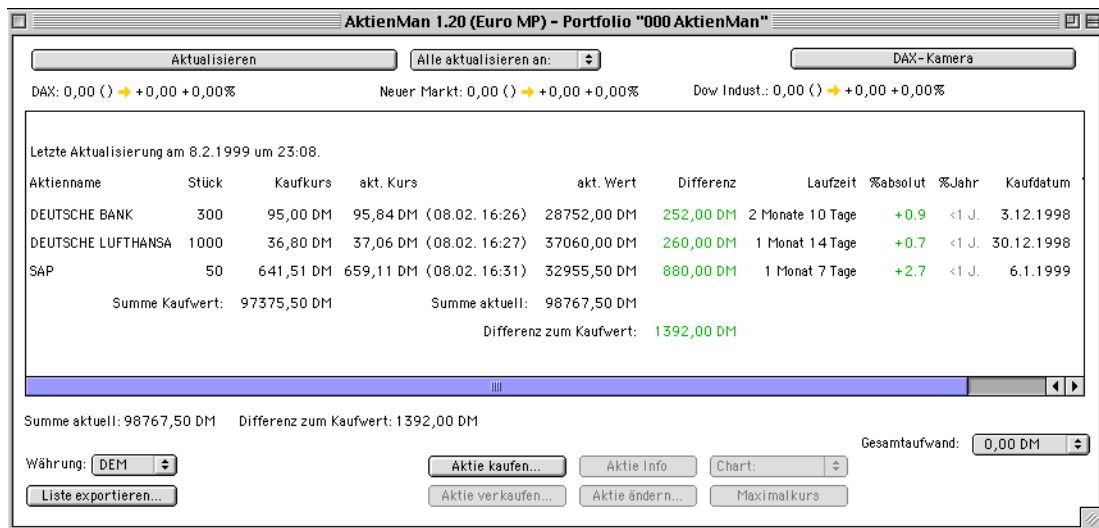 AktienMan 1.20 (Euro MP) - Portfolio "000 AktienMan"
Aktualisieren Alle aktualisieren an: DAX-Kamera
DAX: 0,00 () → +0,00 +0,00% Neuer Markt: 0,00 () → +0,00 +0,00% Dow Indust.: 0,00 () → +0,00 +0,00%
Letzte Aktualisierung am 8.2.1999 um 23:08.
Aktienname Stück Kaufkurs akt. Kurs akt. Wert Differenz Laufzeit %absolut %Jahr Kaufdatum
DEUTSCHE BANK 300 95,00 DM 95,84 DM (08.02. 16:26) 28752,00 DM 252,00 DM 2 Monate 10 Tage +0.9 <1 J. 3.12.1998
DEUTSCHE LUFTHANSA 1000 36,80 DM 37,06 DM (08.02. 16:27) 37060,00 DM 260,00 DM 1 Monat 14 Tage +0.7 <1 J. 30.12.1998
SAP 50 641,51 DM 659,11 DM (08.02. 16:31) 32955,50 DM 880,00 DM 1 Monat 7 Tage +2.7 <1 J. 6.1.1999
Summe Kaufwert: 97375,50 DM Summe aktuell: 98767,50 DM
Differenz zum Kaufwert: 1392,00 DM
Summe aktuell: 98767,50 DM Differenz zum Kaufwert: 1392,00 DM
Gesamtaufwand: 0,00 DM
Währung: DEM Aktie kaufen... Aktie Info Chart:
Liste exportieren... Aktie verkaufen... Aktie ändern... Maximalkurs